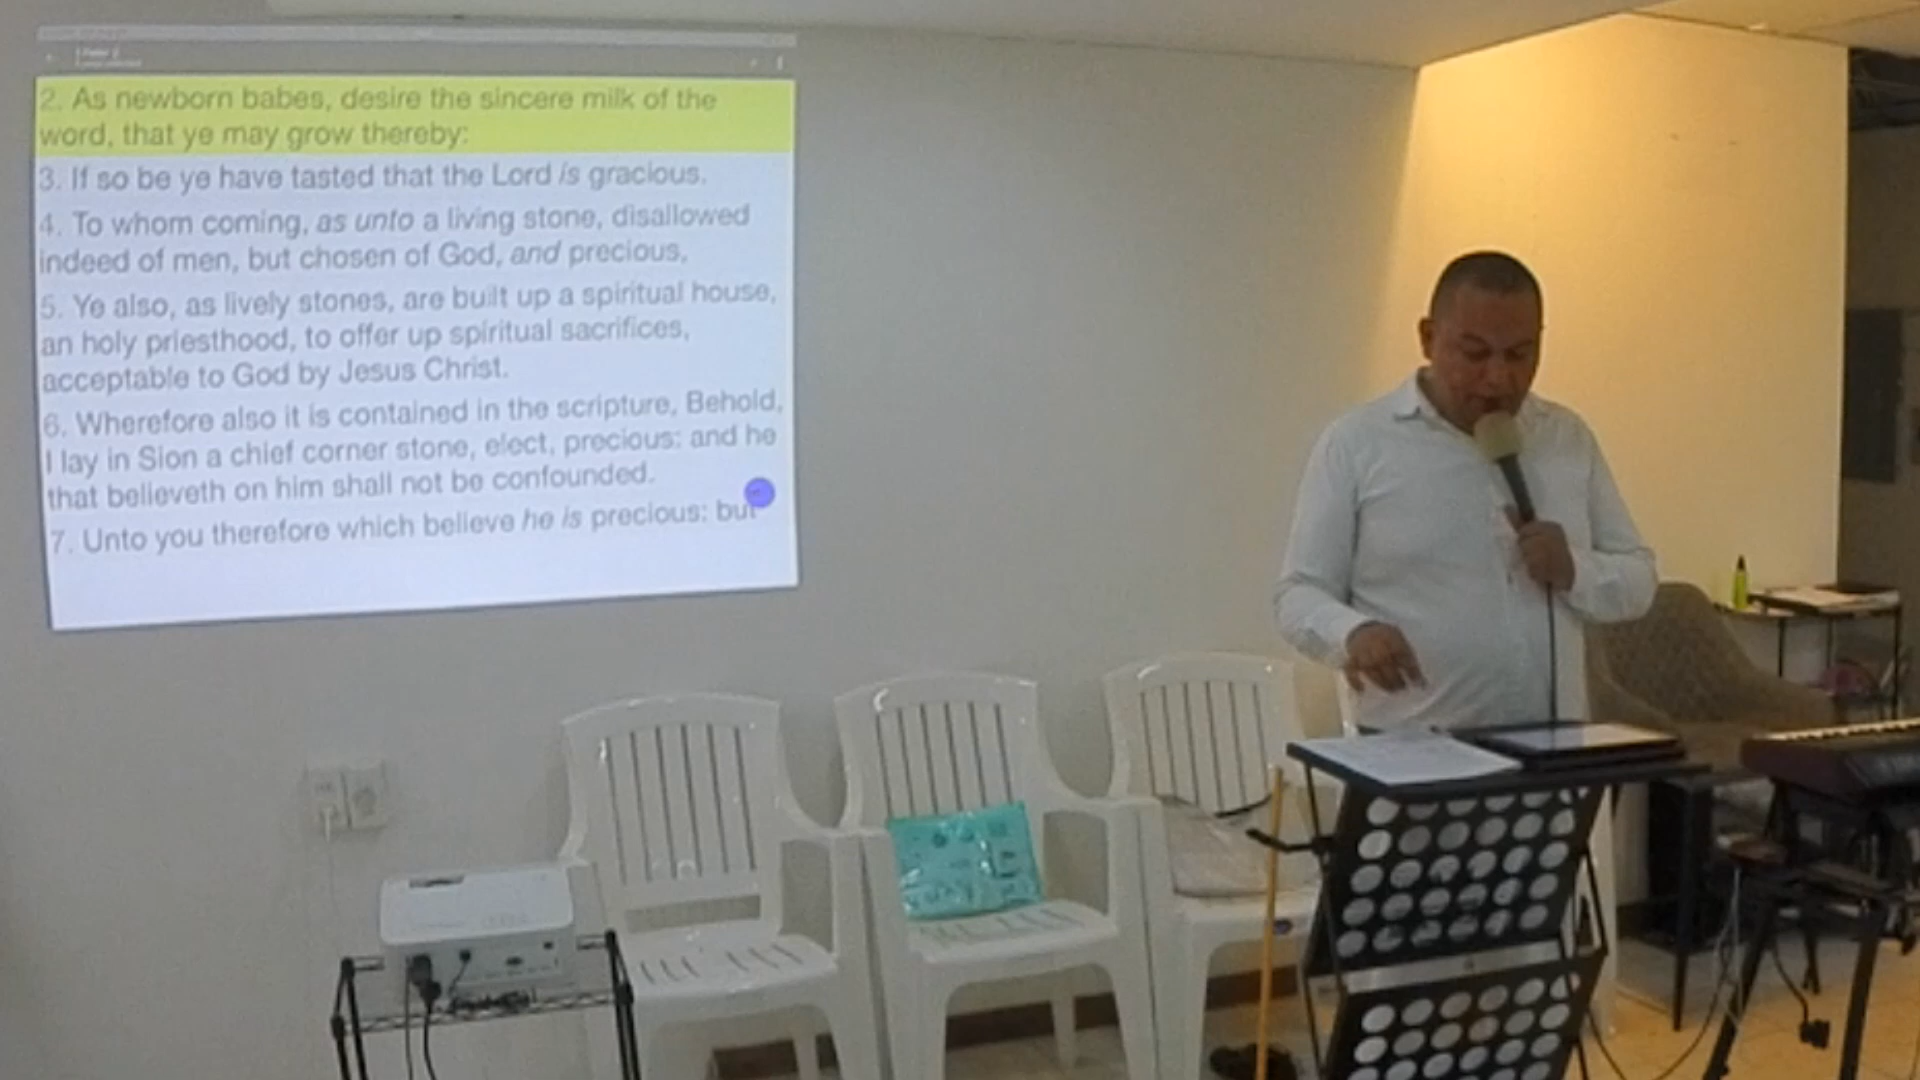 2. As newborn babes, desire the sincere milk of the
word, that ye may grow thereby:
3. If so be ye have tasted that the Lord is gracious.
4. To whom coming, as unto a living stone, disallowed
indeed of men, but chosen of God, and precious,
5. Ye also, as lively stones, are built up a spiritual house,
an holy priesthood, to offer up spiritual sacrifices,
acceptable to God by Jesus Christ.
6. Wherefore also it is contained in the scripture, Behold,
I lay in Sion a chief corner stone, elect, precious: and he
that believeth on him shall not be confounded.
7. Unto you therefore which believe he is precious: but